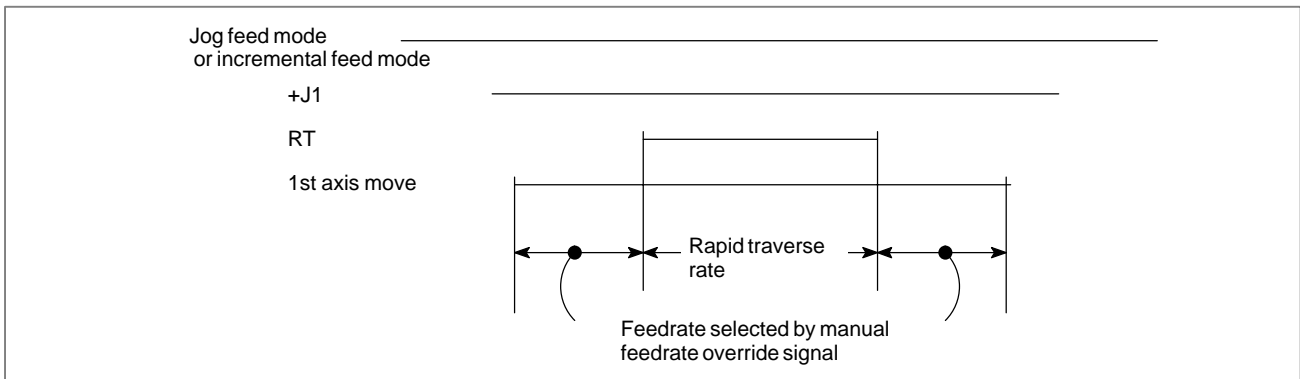 Jog feed mode
or incremental feed mode
+J1
RT
1st axis move
Rapid traverse
rate
Feedrate selected by manual
feedrate override signal